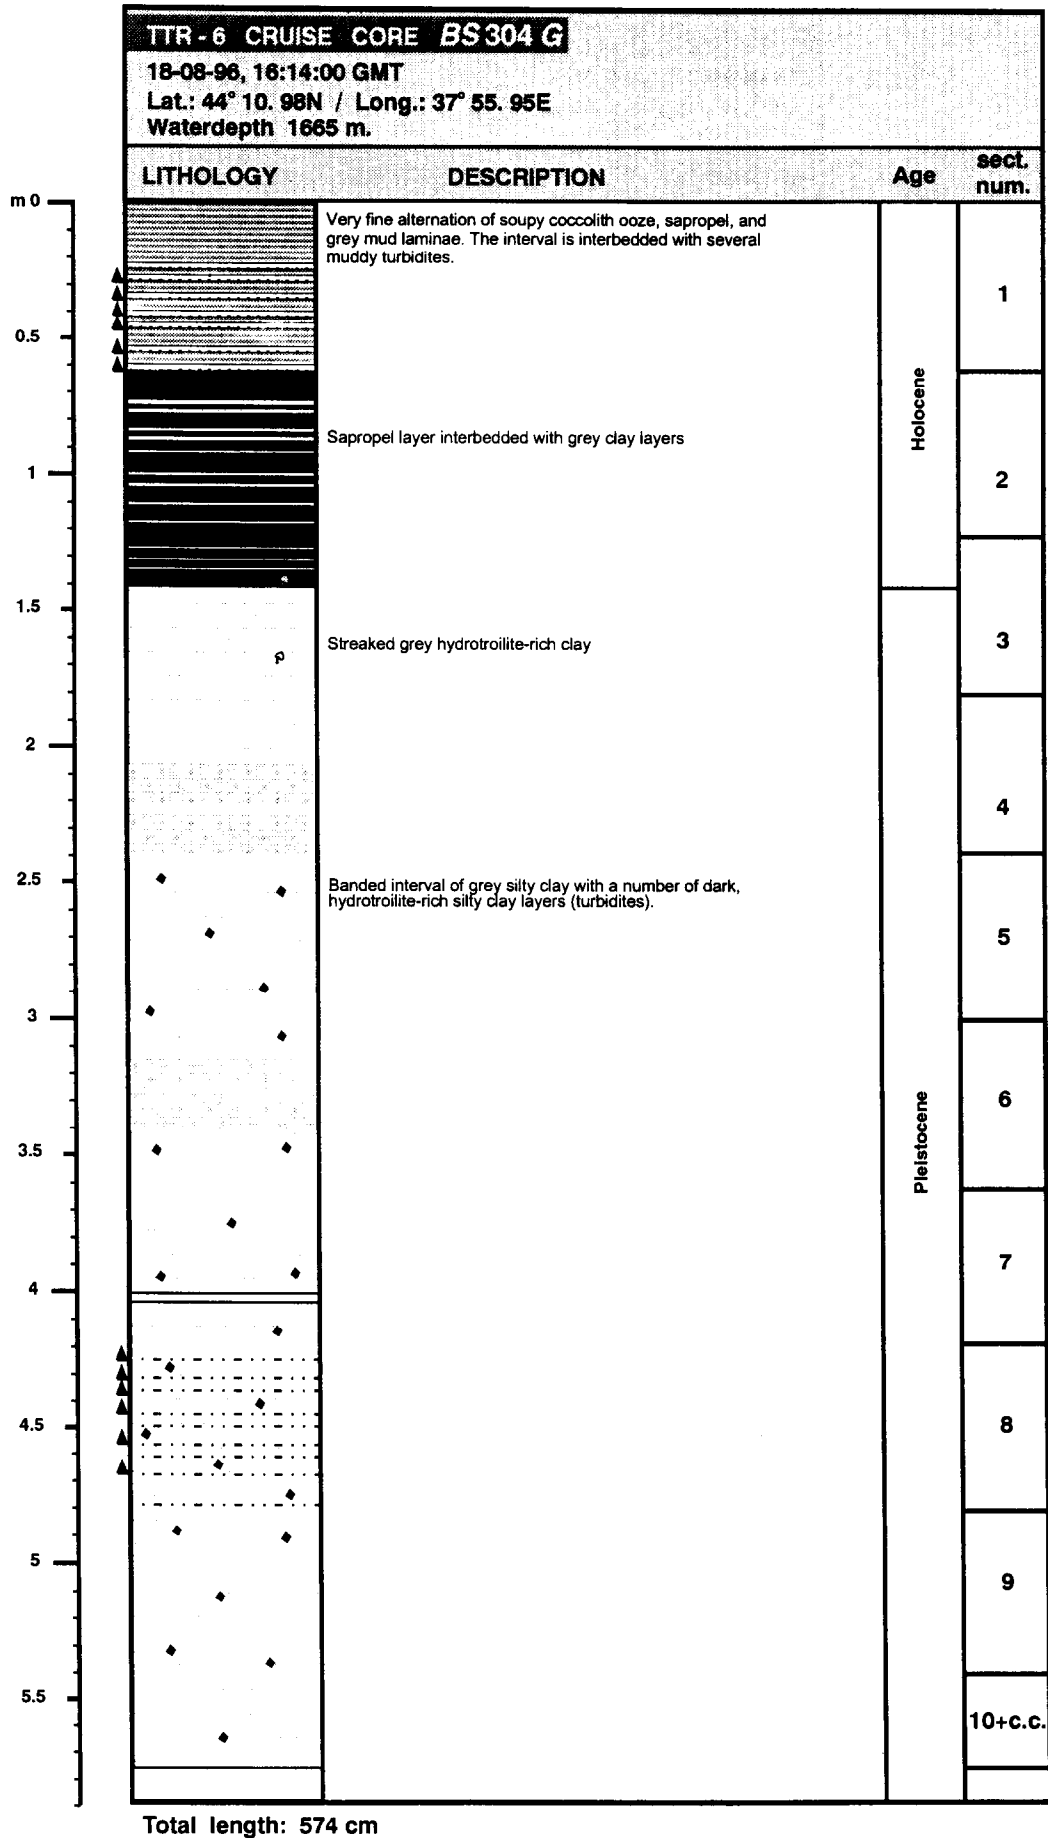 TTR - 6 CRUISE CORE BS 304 G
18-08-96, 16:14:00 GMT
Lat.: 44° 10. 98N / Long.: 37° 55. 95E
Waterdepth 1665 m.
LITHOLOGY DESCRIPTION Age sect. num.
m 0
Very fine alternation of soupy coccolith ooze, sapropel, and
grey mud laminae. The interval is interbedded with several
muddy turbidites.
1
0.5
Holocene
Sapropel layer interbedded with grey clay layers
1
2
1.5
Streaked grey hydrotroilite-rich clay
3
2
4
2.5
Banded interval of grey silty clay with a number of dark,
hydrotroilite-rich silty clay layers (turbidites).
5
3
6
Pleistocene
3.5
7
4
8
4.5
5
9
5.5
10+c.c.
Total length: 574 cm